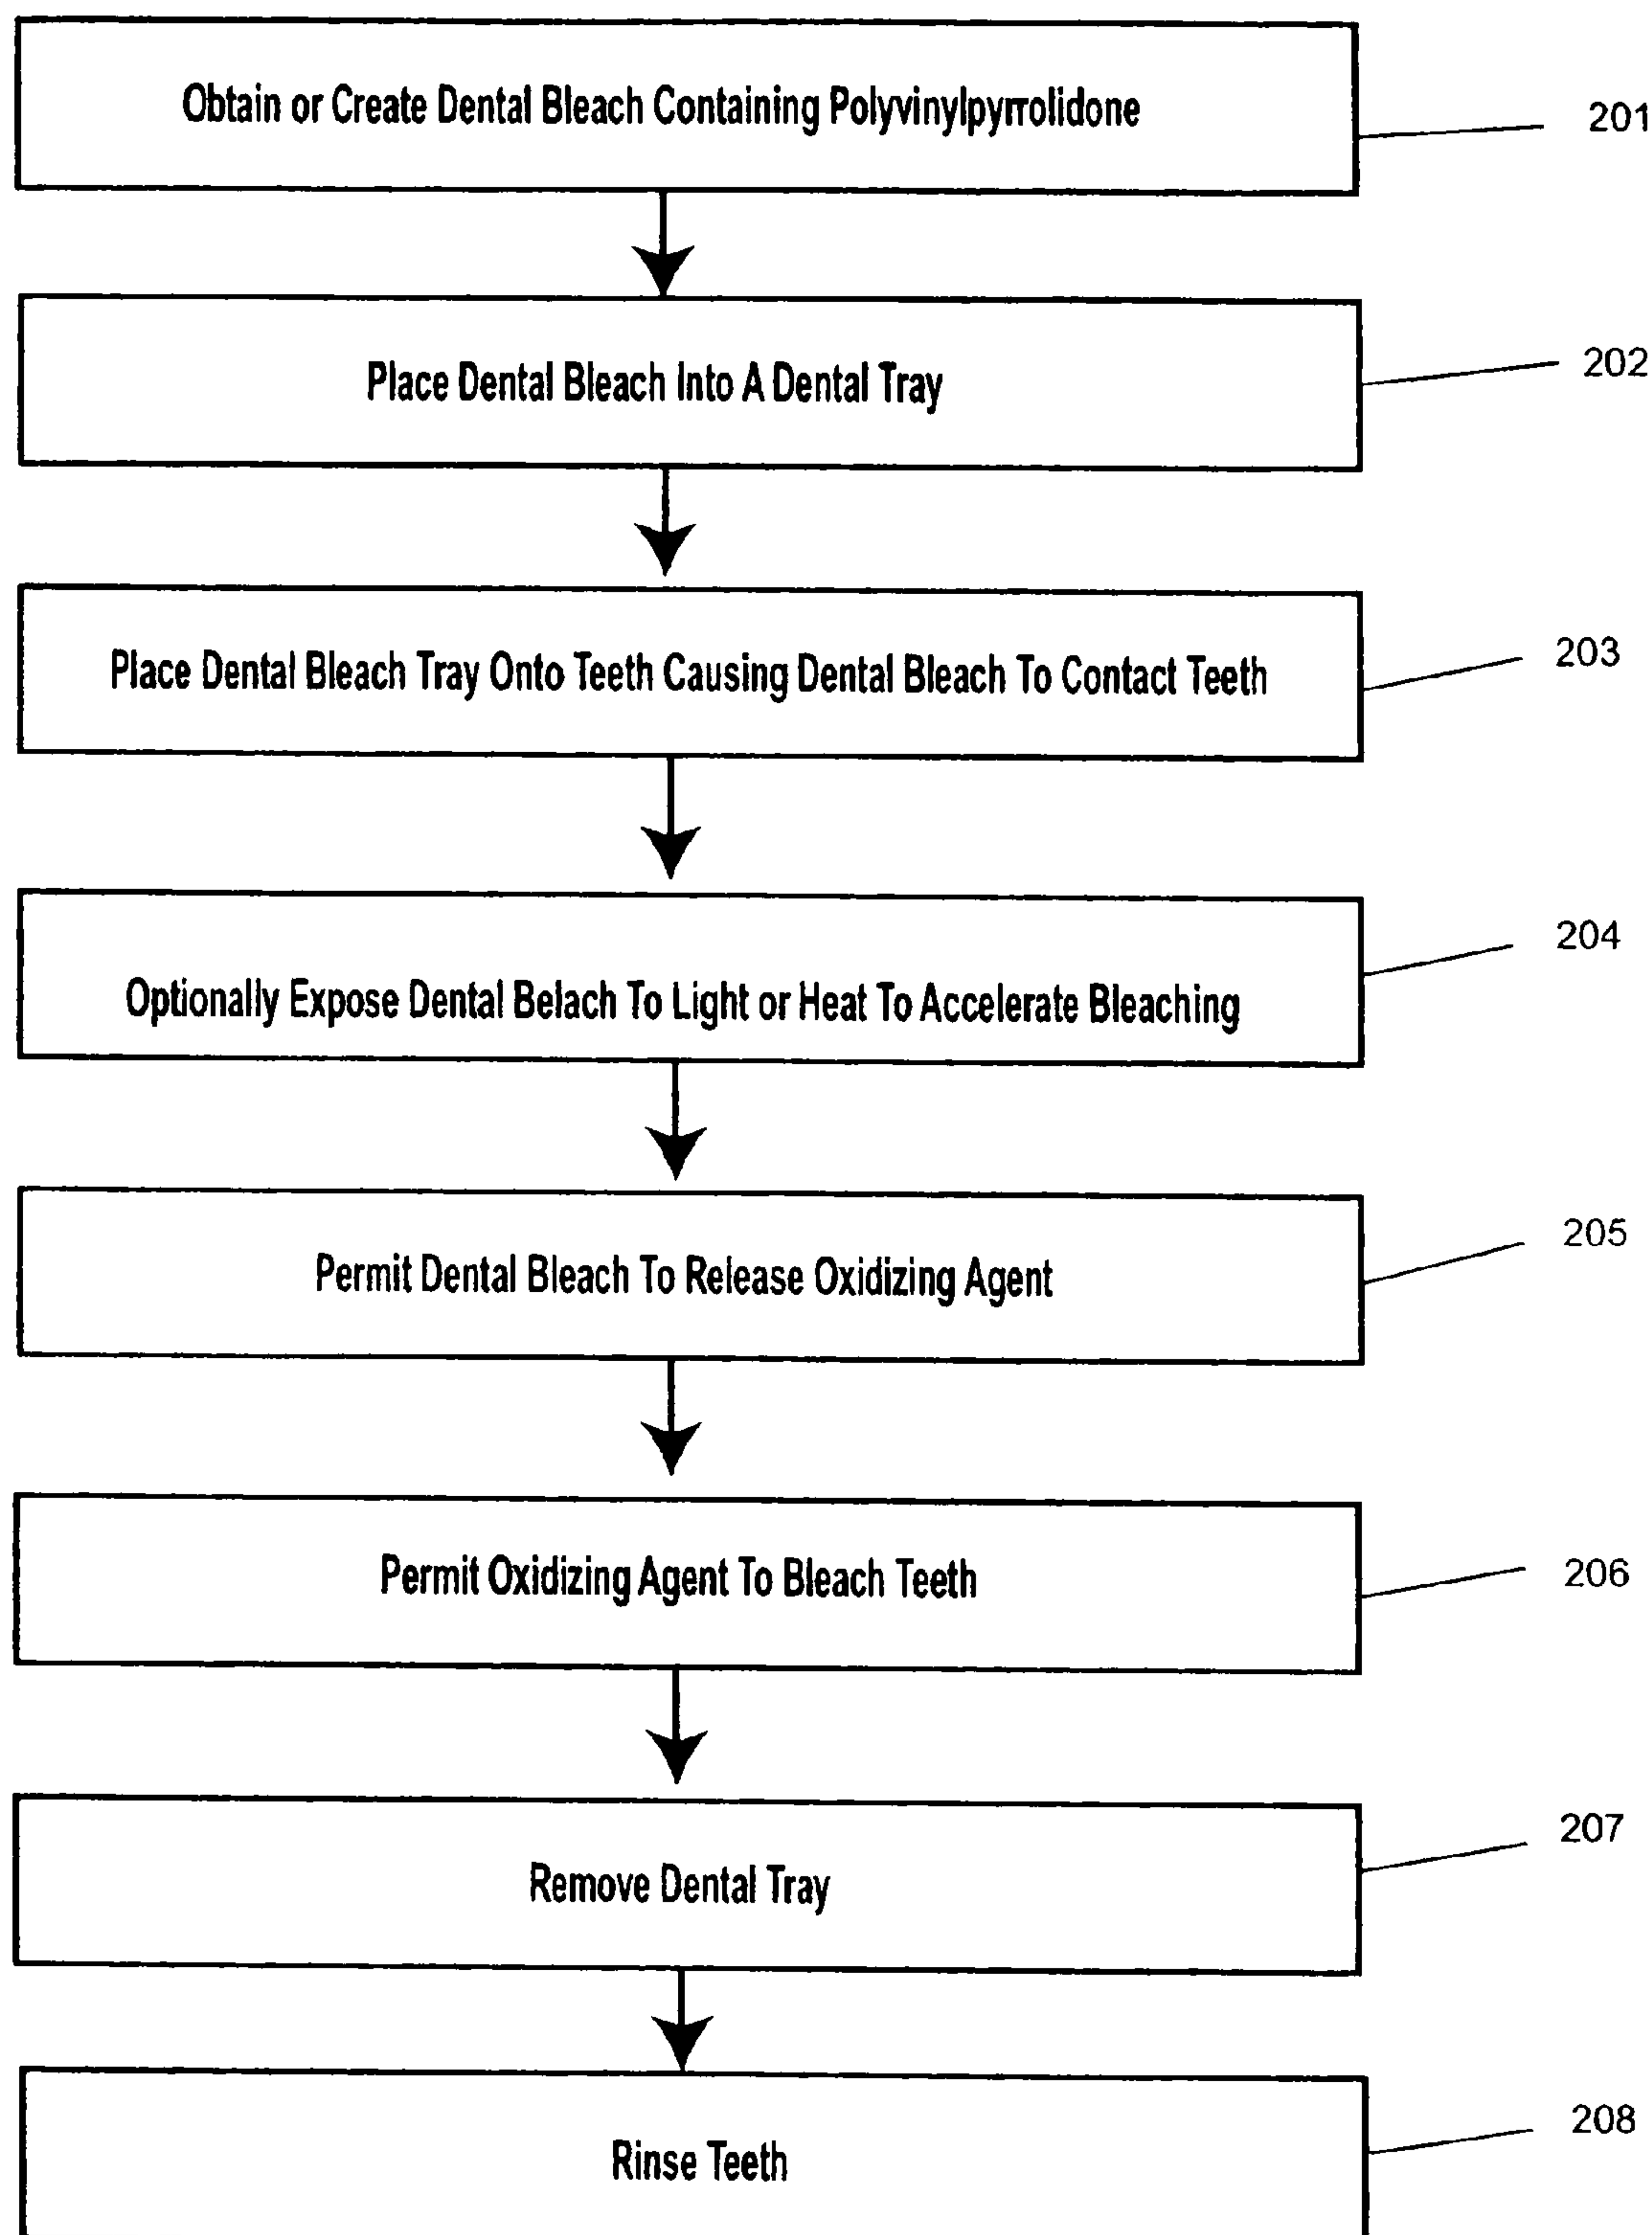 Obtain or Create Dental Bleach Containing Polyvinylpyrrolidone
201
Place Dental Bleach Into A Dental Tray
202
Place Dental Bleach Tray Onto Teeth Causing Dental Bleach To Contact Teeth
203
Optionally Expose Dental Belach To Light or Heat To Accelerate Bleaching
204
Permit Dental Bleach To Release Oxidizing Agent
205
Permit Oxidizing Agent To Bleach Teeth
206
Remove Dental Tray
207
Rinse Teeth
208